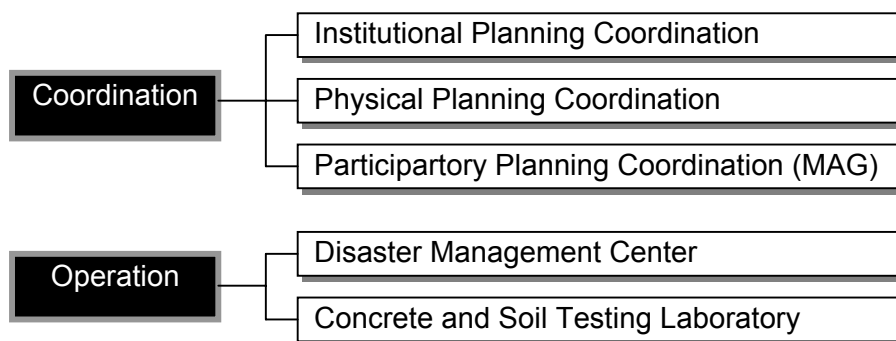 Institutional Planning Coordination
Coordination
Physical Planning Coordination
Participartory Planning Coordination (MAG)
Disaster Management Center
Operation
Concrete and Soil Testing Laboratory